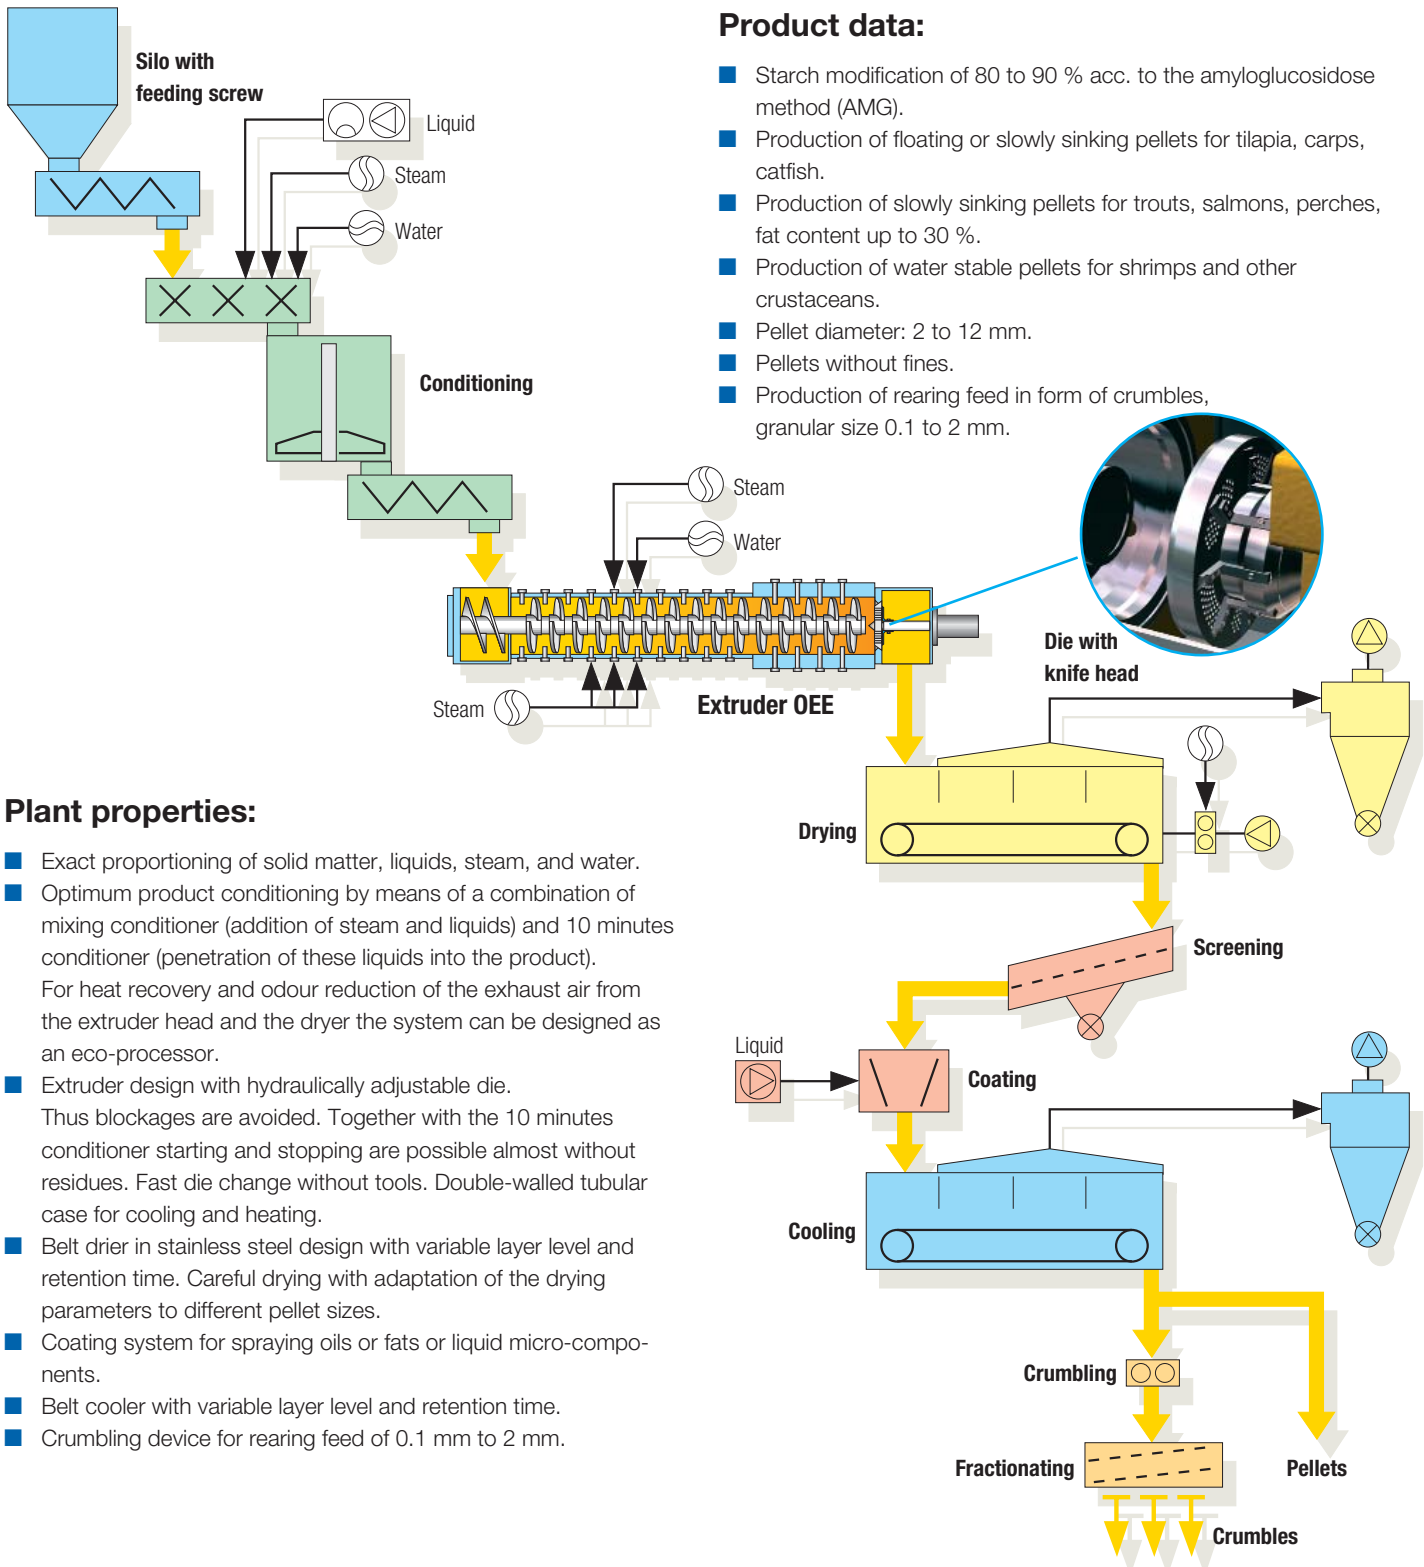 Product data:
Starch modification of 80 to 90 % acc. to the amyloglucosidose
method (AMG).
Production of floating or slowly sinking pellets for tilapia, carps,
catfish.
Production of slowly sinking pellets for trouts, salmons, perches,
fat content up to 30 %.
Production of water stable pellets for shrimps and other
crustaceans.
Pellet diameter: 2 to 12 mm.
Pellets without fines.
Production of rearing feed in form of crumbles,
granular size 0.1 to 2 mm.
Silo with
feeding screw
Liquid
Steam
Water
Conditioning
Steam
Water
Steam
Extruder OEE
Die with
knife head
Drying
Screening
Liquid
Coating
Cooling
Crumbling
Fractionating
Pellets
Crumbles
Plant properties:
Exact proportioning of solid matter, liquids, steam, and water.
Optimum product conditioning by means of a combination of
mixing conditioner (addition of steam and liquids) and 10 minutes
conditioner (penetration of these liquids into the product).
For heat recovery and odour reduction of the exhaust air from
the extruder head and the dryer the system can be designed as
an eco-processor.
Extruder design with hydraulically adjustable die.
Thus blockages are avoided. Together with the 10 minutes
conditioner starting and stopping are possible almost without
residues. Fast die change without tools. Double-walled tubular
case for cooling and heating.
Belt drier in stainless steel design with variable layer level and
retention time. Careful drying with adaptation of the drying
parameters to different pellet sizes.
Coating system for spraying oils or fats or liquid micro-compo-
nents.
Belt cooler with variable layer level and retention time.
Crumbling device for rearing feed of 0.1 mm to 2 mm.